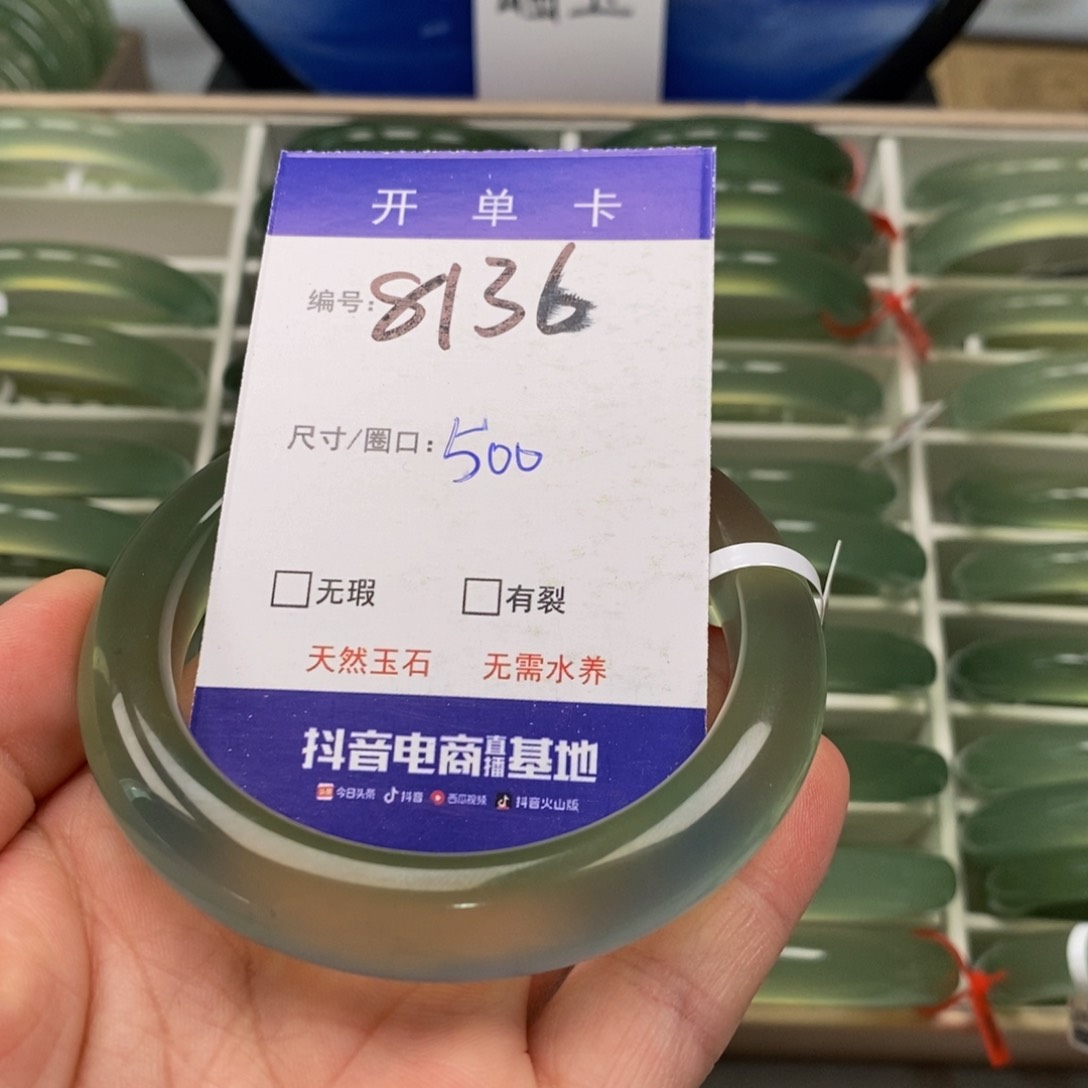 开单卡
编号:8136
尺寸/圈口:500
无瑕 有裂
天然玉石 无需水养
抖音电商直播基地
今日头条 抖音 西瓜视频 抖音火山版